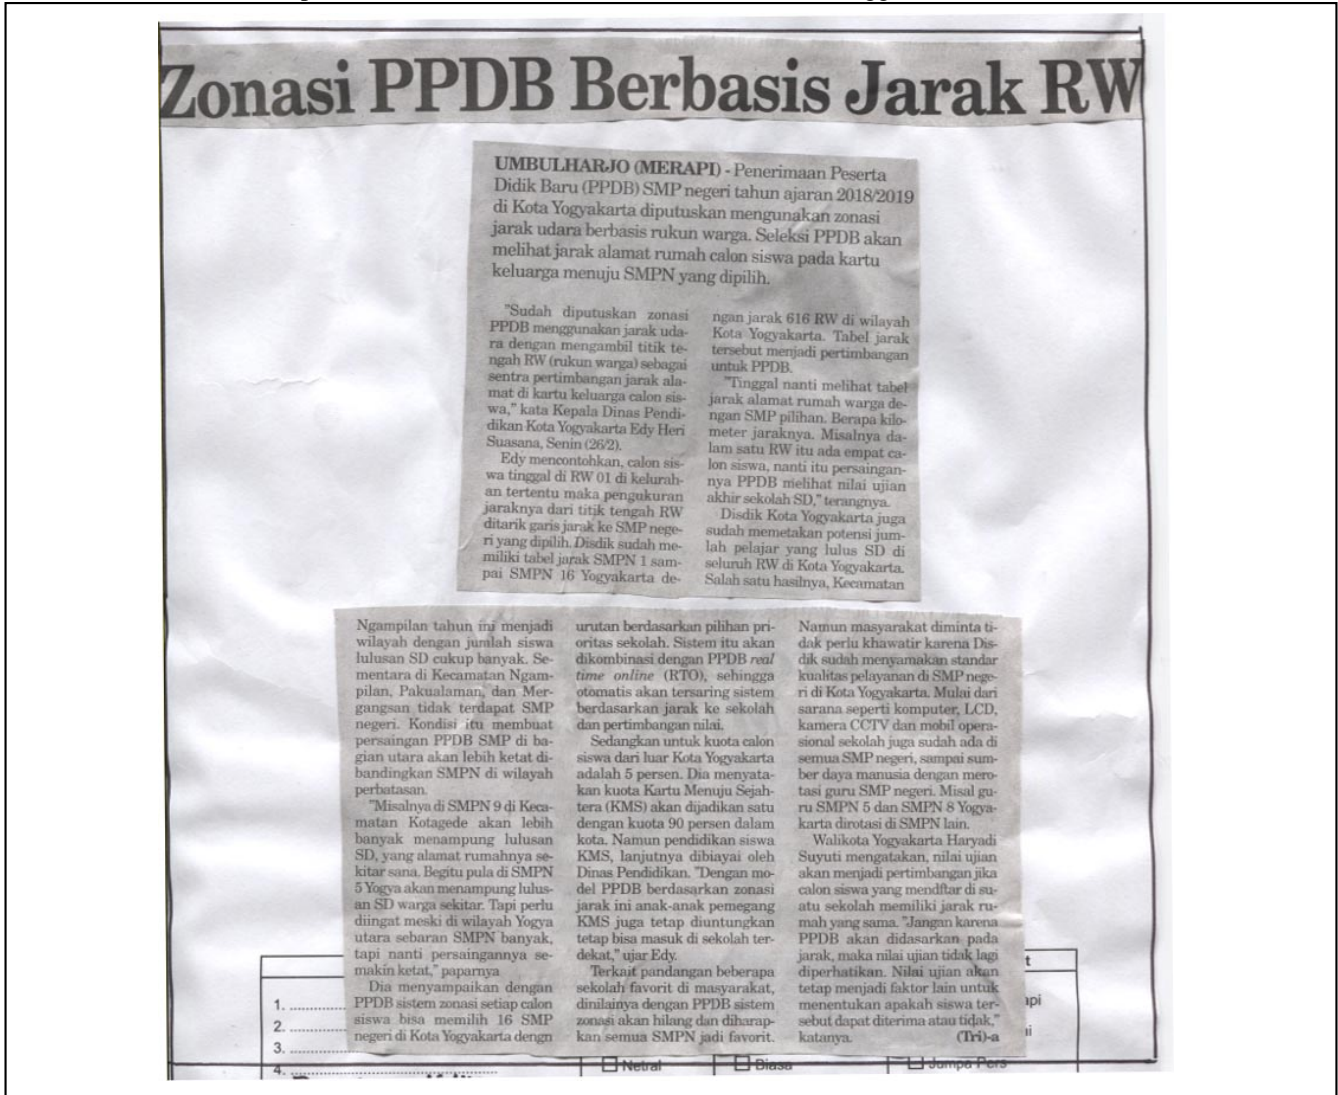 Zonasi PPDB Berbasis Jarak RW
UMBULHARJO (MERAPI) - Penerimaan Peserta
Didik Baru (PPDB) SMP negeri tahun ajaran 2018/2019
di Kota Yogyakarta diputuskan mengunakan zonasi
jarak udara berbasis rukun warga. Seleksi PPDB akan
melihat jarak alamat rumah calon siswa pada kartu
keluarga menuju SMPN yang dipilih.
"Sudah diputuskan zonasi
PPDB menggunakan jarak uda-
ra dengan mengambil titik te-
ngah RW (rukun warga) sebagai
sentra pertimbangan jarak ala-
mat di kartu keluarga calon sis-
wa," kata Kepala Dinas Pendi-
dikan Kota Yogyakarta Edy Heri
Suasana, Senin (26/2).
Edy mencontohkan, calon sis-
wa tinggal di RW 01 di kelurah-
an tertentu maka pengukuran
jaraknya dari titik tengah RW
ditarik garis jarak ke SMP nege-
ri yang dipilih. Disdik sudah me-
miliki tabel jarak SMPN 1 sam-
pai SMPN 16 Yogyakarta de-
ngan jarak 616 RW di wilayah
Kota Yogyakarta. Tabel jarak
tersebut menjadi pertimbangan
untuk PPDB.
"Tinggal nanti melihat tabel
jarak alamat rumah warga de-
ngan SMP pilihan. Berapa kilo-
meter jaraknya. Misalnya da-
lam satu RW itu ada empat ca-
lon siswa, nanti itu persaingan-
nya PPDB melihat nilai ujian
akhir sekolah SD," terangnya.
Disdik Kota Yogyakarta juga
sudah memetakan potensi jum-
lah pelajar yang lulus SD di
seluruh RW di Kota Yogyakarta.
Salah satu hasilnya, Kecamatan
Ngampilan tahun ini menjadi
wilayah dengan jumlah siswa
lulusan SD cukup banyak. Se-
mentara di Kecamatan Ngam-
pilan, Pakualaman, dan Mer-
gangsan tidak terdapat SMP
negeri. Kondisi itu membuat
persaingan PPDB SMP di ba-
gian utara akan lebih ketat di-
bandingkan SMPN di wilayah
perbatasan.
"Misalnya di SMPN 9 di Keca-
matan Kotagede akan lebih
banyak menampung lulusan
SD, yang alamat rumahnya se-
kitar sana. Begitu pula di SMPN
5 Yogya akan menampung lulus-
an SD warga sekitar. Tapi perlu
diingat meski di wilayah Yogya
utara sebaran SMPN banyak,
tapi nanti persaingannya se-
makin ketat," paparnya
Dia menyampaikan dengan
PPDB sistem zonasi setiap calon
siswa bisa memilih 16 SMP
negeri di Kota Yogyakarta dengn
urutan berdasarkan pilihan pri-
oritas sekolah. Sistem itu akan
dikombinasi dengan PPDB real
time online (RTO), sehingga
otomatis akan tersaring sistem
berdasarkan jarak ke sekolah
dan pertimbangan nilai.
Sedangkan untuk kuota calon
siswa dari luar Kota Yogyakarta
adalah 5 persen. Dia menyata-
kan kuota Kartu Menuju Sejah-
tera (KMS) akan dijadikan satu
dengan kuota 90 persen dalam
kota. Namun pendidikan siswa
KMS, lanjutnya dibiayai oleh
Dinas Pendidikan. "Dengan mo-
del PPDB berdasarkan zonasi
jarak ini anak-anak pemegang
KMS juga tetap diuntungkan
tetap bisa masuk di sekolah ter-
dekat," ujar Edy.
Terkait pandangan beberapa
sekolah favorit di masyarakat,
dinilainya dengan PPDB sistem
zonasi akan hilang dan diharap-
kan semua SMPN jadi favorit.
Namun masyarakat diminta ti-
dak perlu khawatir karena Dis-
dik sudah menyamakan standar
kualitas pelayanan di SMP nege-
ri di Kota Yogyakarta. Mulai dari
sarana seperti komputer, LCD,
kamera CCTV dan mobil opera-
sional sekolah juga sudah ada di
semua SMP negeri, sampai sum-
ber daya manusia dengan mero-
tasi guru SMP negeri. Misal gu-
ru SMPN 5 dan SMPN 8 Yogya-
karta dirotasi di SMPN lain.
Walikota Yogyakarta Haryadi
Suyuti mengatakan, nilai ujian
akan menjadi pertimbangan jika
calon siswa yang mendftar di su-
atu sekolah memiliki jarak ru-
mah yang sama. "Jangan karena
PPDB akan didasarkan pada
jarak, maka nilai ujian tidak lagi
diperhatikan. Nilai ujian akan
tetap menjadi faktor lain untuk
menentukan apakah siswa ter-
sebut dapat diterima atau tidak,"
katanya. (Tri)-a
1. ....................
2. ....................
3. ....................
4. .................... Netral Biasa Jumpa Pers